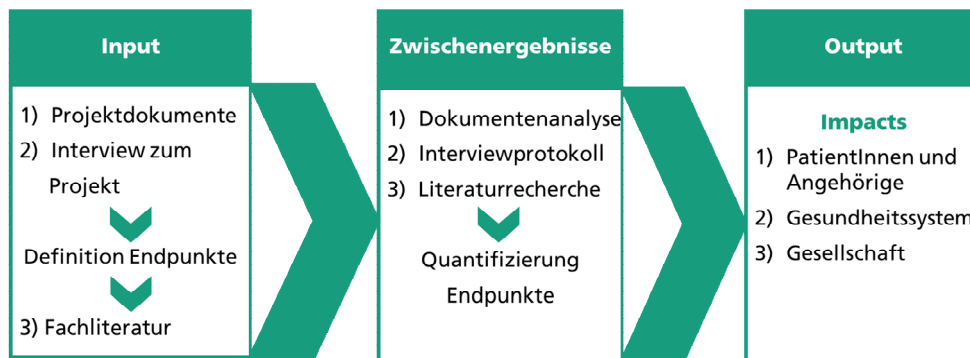 Input
1) Projektdokumente
2) Interview zum
Projekt
Definition Endpunkte
3) Fachliteratur
Zwischenergebnisse
1) Dokumentenanalyse
2) Interviewprotokoll
3) Literaturrecherche
Quantifizierung
Endpunkte
Output
Impacts
1) PatientInnen und
Angehörige
2) Gesundheitssystem
3) Gesellschaft